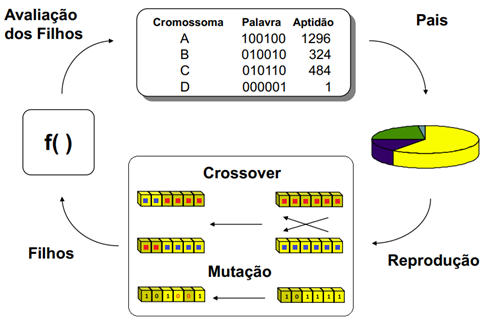 Avaliação
dos Filhos
Cromossoma Palavra Aptidão
A 100100 1296
B 010010 324
C 010110 484
D 000001 1
Pais
f( )
Crossover
Filhos
Mutação
Reprodução
1 0 1 0 0 1
1 0 1 1 1 1